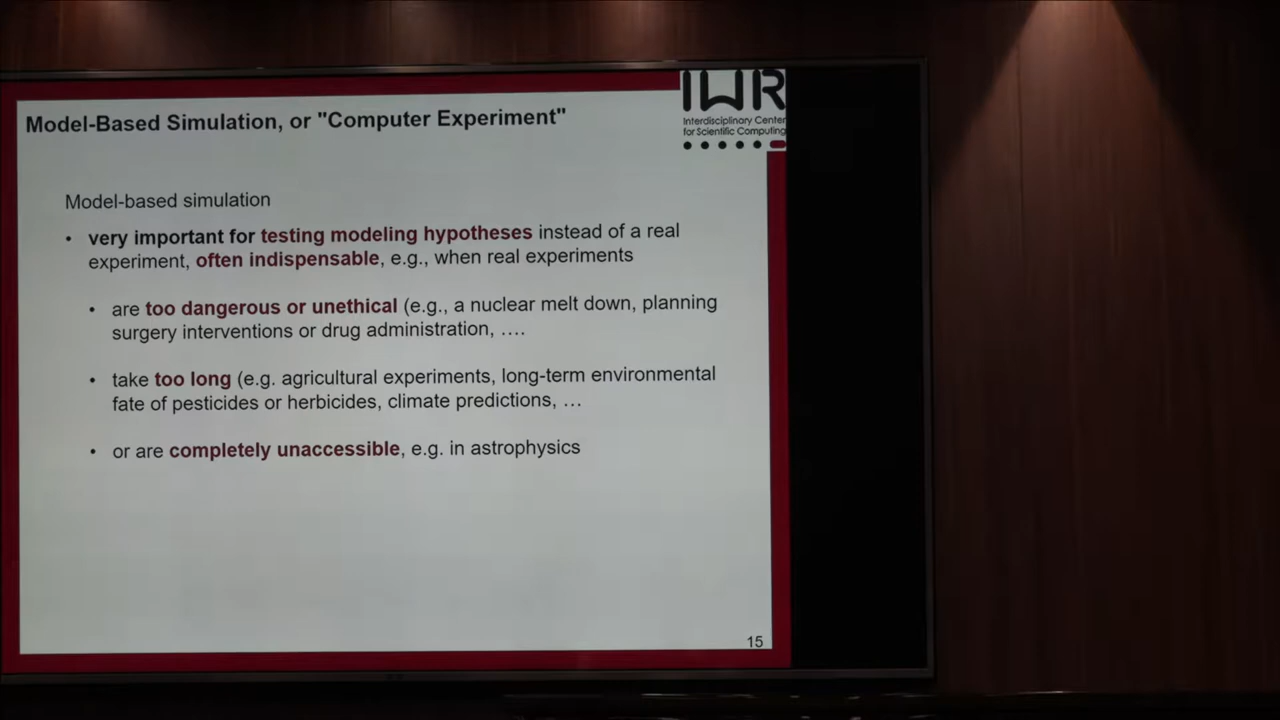 IWR
Interdisciplinary Center
for Scientific Computing
Model-Based Simulation, or "Computer Experiment"
Model-based simulation
• very important for testing modeling hypotheses instead of a real
experiment, often indispensable, e.g., when real experiments
• are too dangerous or unethical (e.g., a nuclear melt down, planning
surgery interventions or drug administration, ….
• take too long (e.g. agricultural experiments, long-term environmental
fate of pesticides or herbicides, climate predictions, …
• or are completely unaccessible, e.g. in astrophysics
15